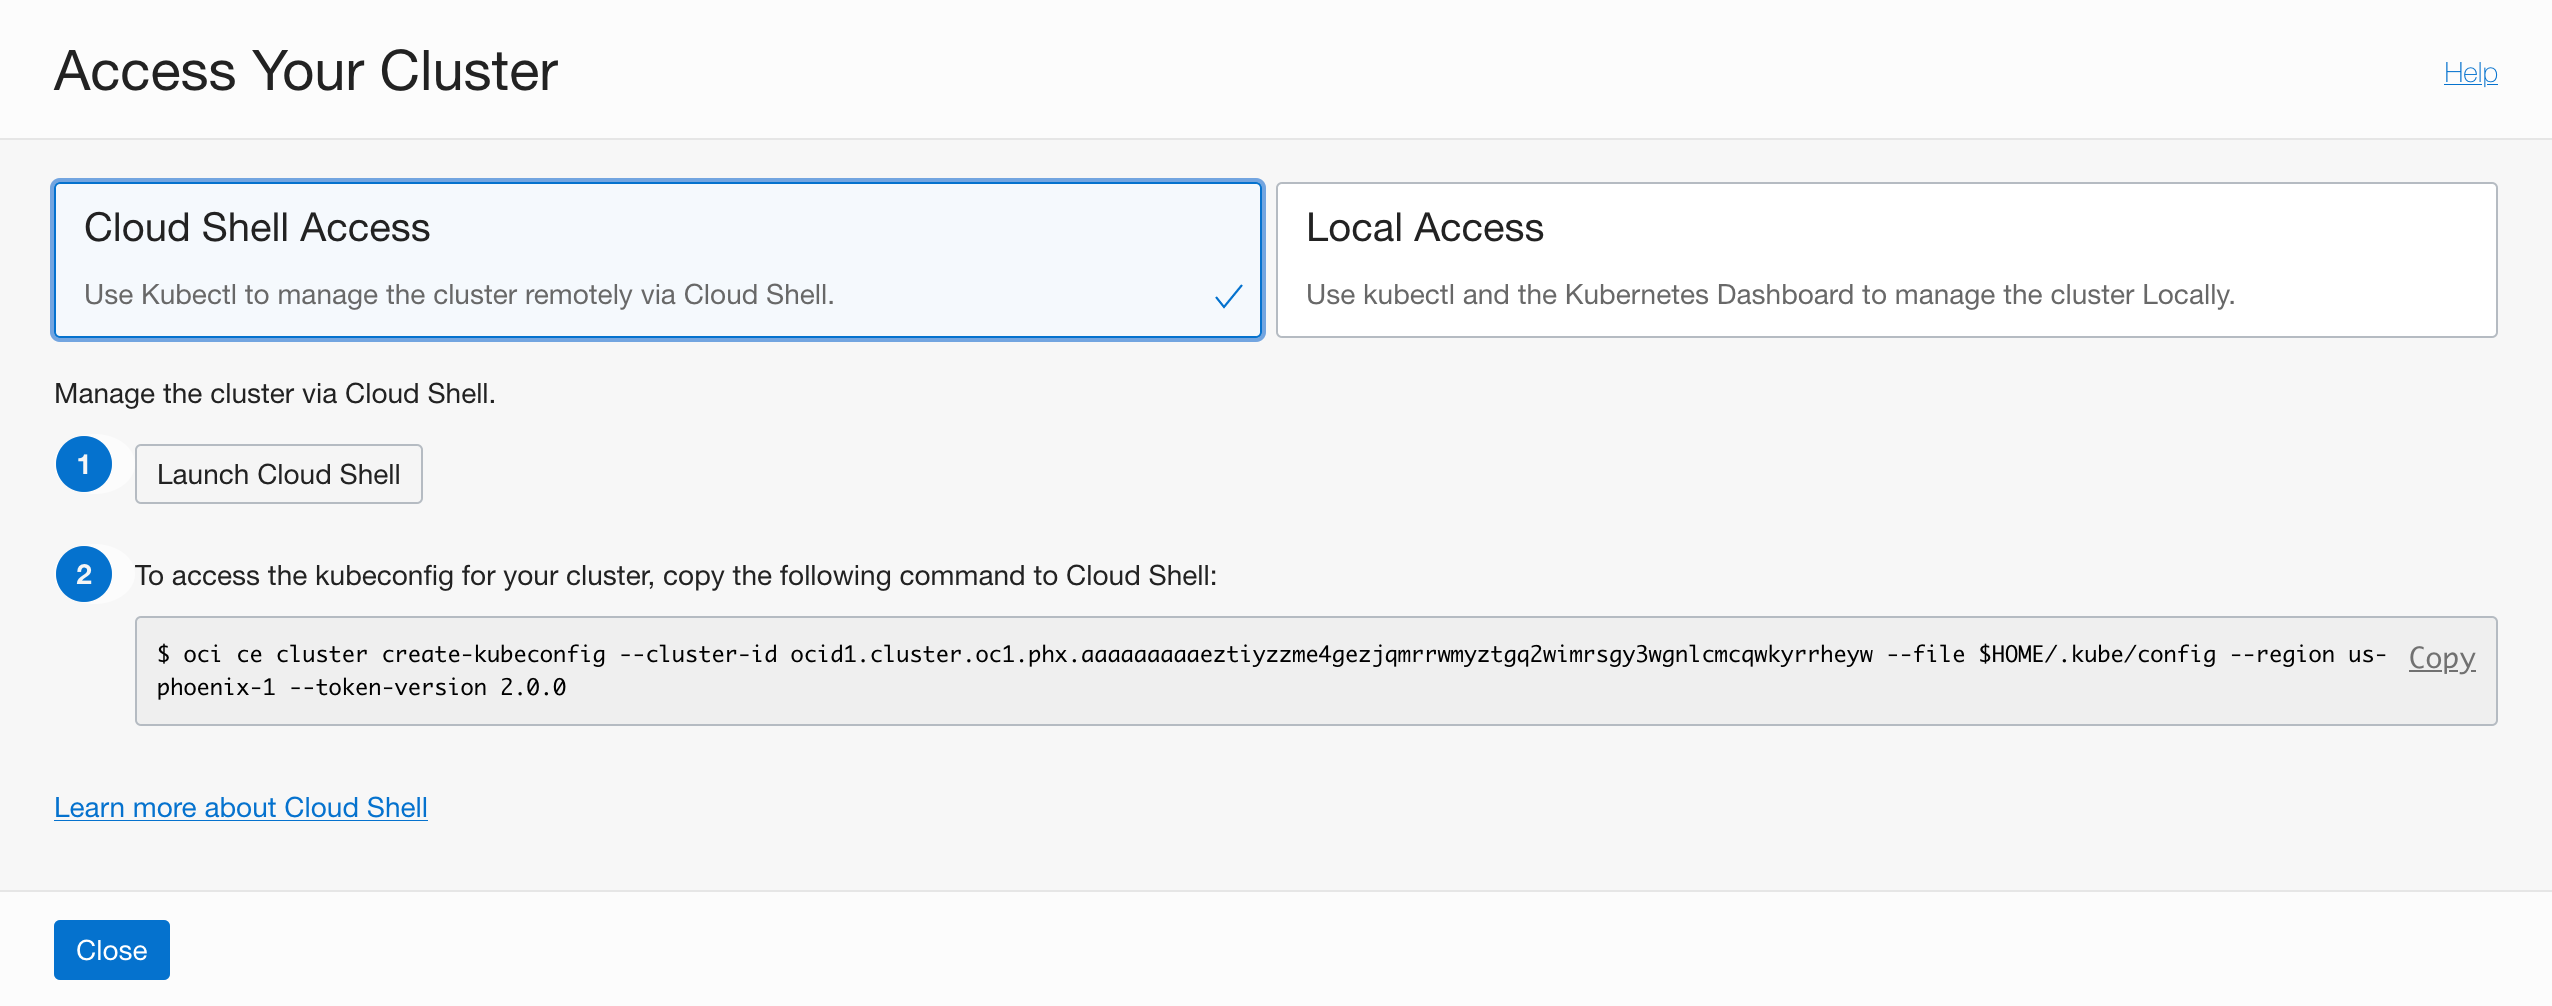 Access Your Cluster
Help
Cloud Shell Access
Use Kubectl to manage the cluster remotely via Cloud Shell.
Local Access
Use kubectl and the Kubernetes Dashboard to manage the cluster Locally.
Manage the cluster via Cloud Shell.
1
Launch Cloud Shell
2
To access the kubeconfig for your cluster, copy the following command to Cloud Shell:
$ oci ce cluster create-kubeconfig --cluster-id ocid1.cluster.oc1.phx.aaaaaaaaaeztiyzzme4gezjqmrrwmyztgq2wimrsgy3wgnlcmcqwkyrrheyw --file $HOME/.kube/config --region us-
phoenix-1 --token-version 2.0.0
Copy
Learn more about Cloud Shell
Close